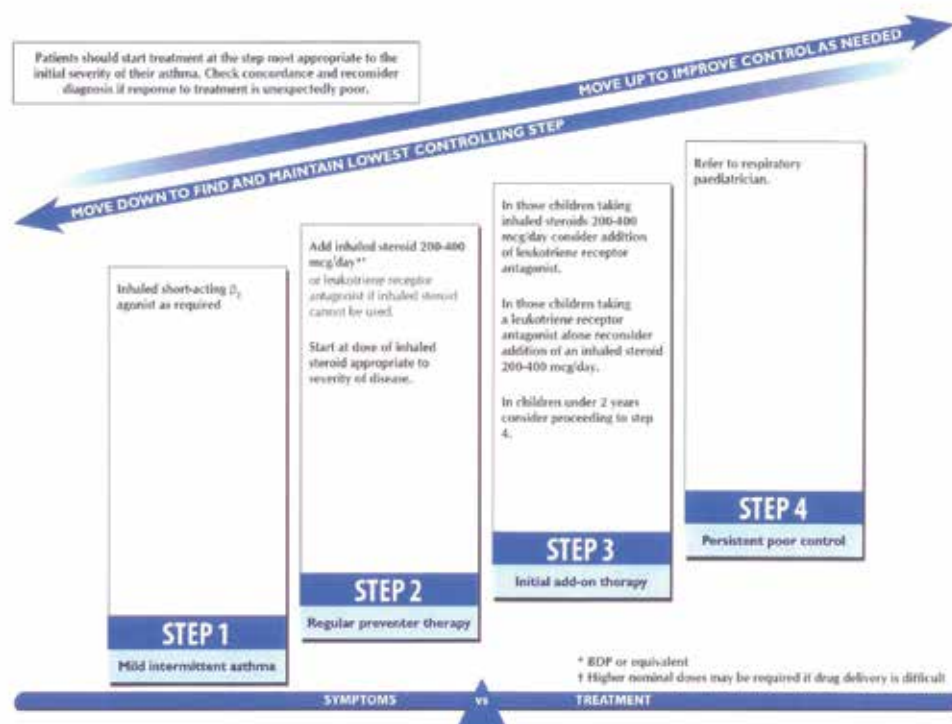 Patients should start treatment at the step most appropriate to the
initial severity of their asthma. Check concordance and reconsider
diagnosis if response to treatment is unexpectedly poor.
MOVE UP TO IMPROVE CONTROL AS NEEDED
MOVE DOWN TO FIND AND MAINTAIN LOWEST CONTROLLING STEP
Inhaled short-acting β₂
agonist as required
STEP 1
Mild intermittent asthma
Add inhaled steroid 200-400
mcg/day*†
or leukotriene receptor
antagonist if inhaled steroid
cannot be used.
Start at dose of inhaled
steroid appropriate to
severity of disease.
STEP 2
Regular preventer therapy
In those children taking
inhaled steroids 200-400
mcg/day consider addition
of leukotriene receptor
antagonist.
In those children taking
a leukotriene receptor
antagonist alone reconsider
addition of an inhaled steroid
200-400 mcg/day.
In children under 2 years
consider proceeding to step
4.
STEP 3
Initial add-on therapy
Refer to respiratory
paediatrician.
STEP 4
Persistent poor control
* BDP or equivalent
† Higher nominal doses may be required if drug delivery is difficult
SYMPTOMS vs TREATMENT